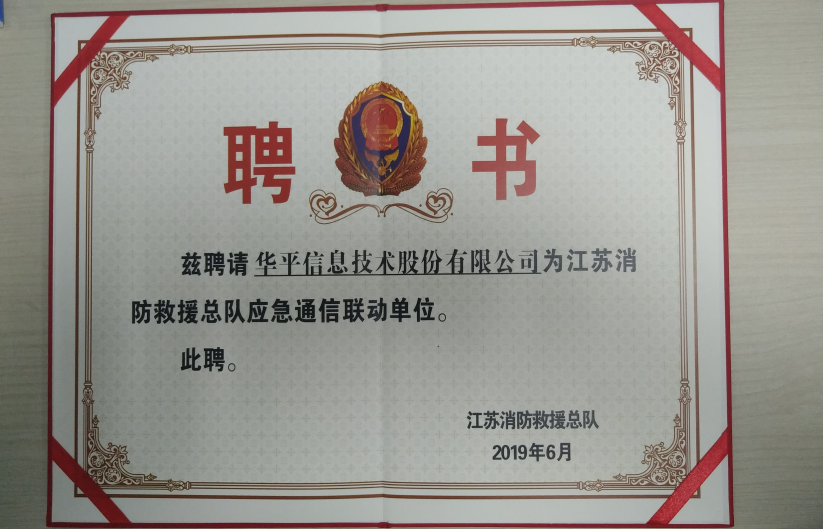 聘书
兹聘请 华平信息技术股份有限公司为江苏消
防救援总队应急通信联动单位。
此聘。
江苏消防救援总队
2019年6月